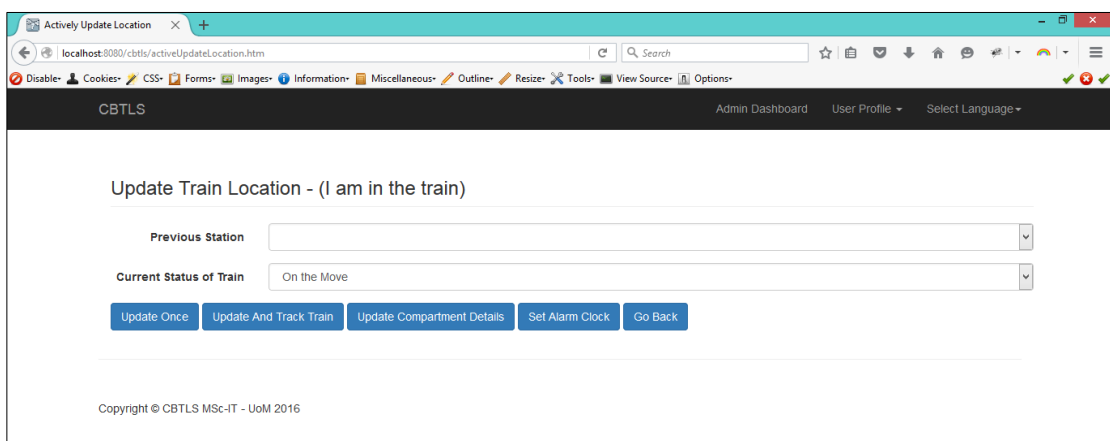 Actively Update Location
localhost:8080/cbtls/activeUpdateLocation.htm Search
Disable Cookies CSS Forms Images Information Miscellaneous Outline Resize Tools View Source Options
CBTLS Admin Dashboard User Profile Select Language
Update Train Location - (I am in the train)
Previous Station
Current Status of Train On the Move
Update Once Update And Track Train Update Compartment Details Set Alarm Clock Go Back
Copyright © CBTLS MSc-IT - UoM 2016